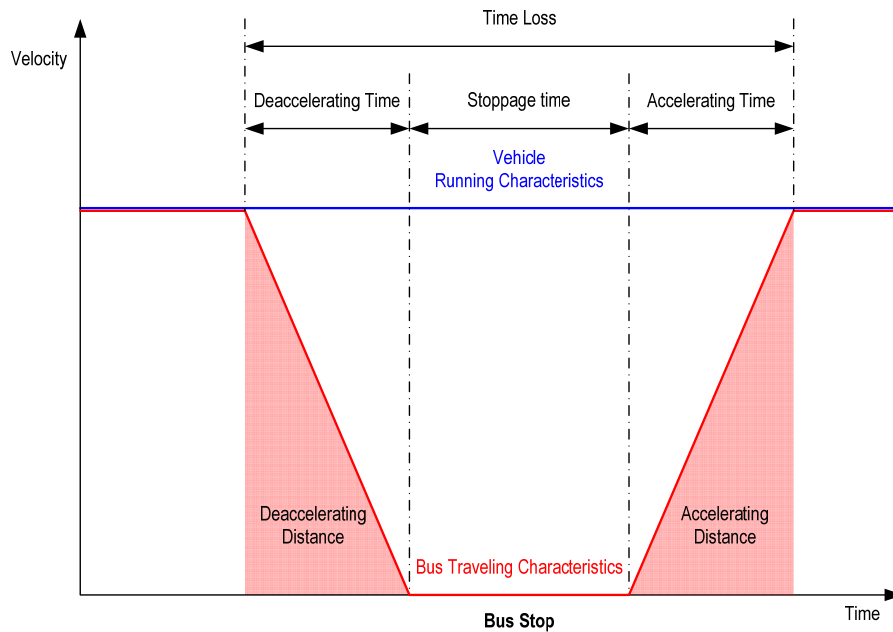 Time Loss
Velocity
Deaccelerating Time
Stoppage time
Accelerating Time
Vehicle
Running Characteristics
Deaccelerating
Distance
Accelerating
Distance
Bus Traveling Characteristics
Time
Bus Stop